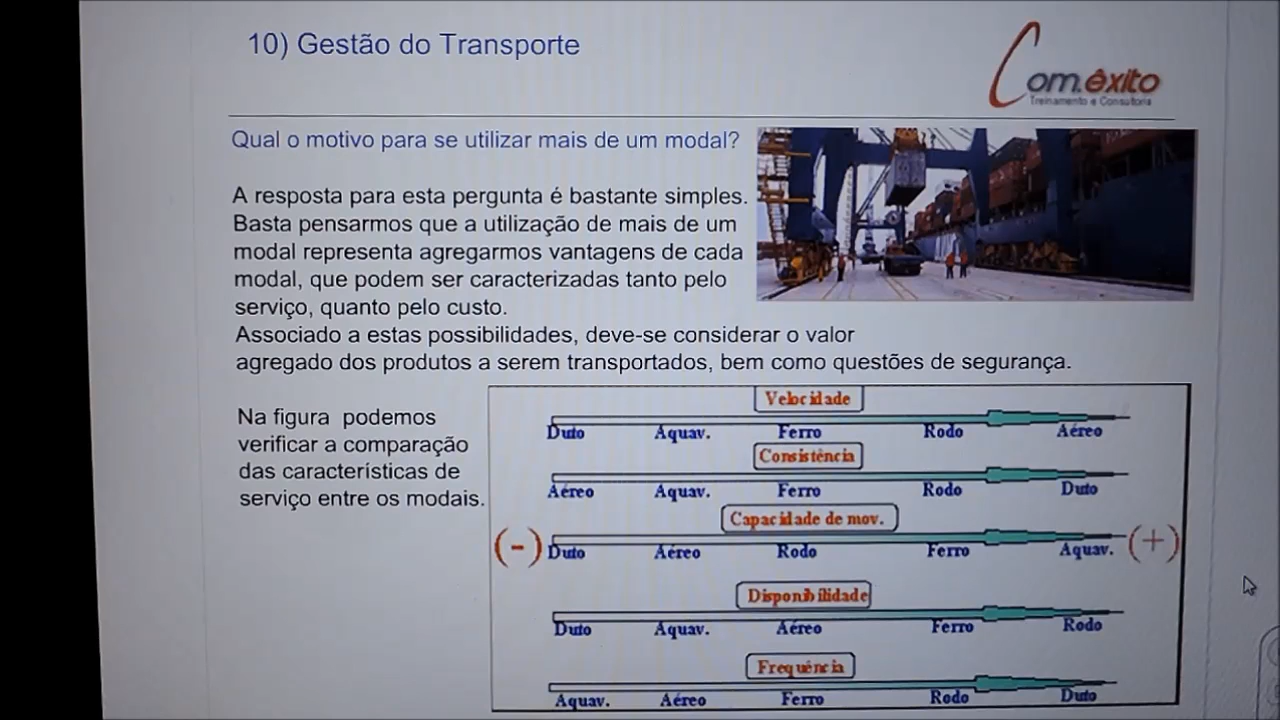 10) Gestão do Transporte
Com.êxito
Treinamento e Consultoria
Qual o motivo para se utilizar mais de um modal?
A resposta para esta pergunta é bastante simples.
Basta pensarmos que a utilização de mais de um
modal representa agregarmos vantagens de cada
modal, que podem ser caracterizadas tanto pelo
serviço, quanto pelo custo.
Associado a estas possibilidades, deve-se considerar o valor
agregado dos produtos a serem transportados, bem como questões de segurança.
Na figura podemos
verificar a comparação
das características de
serviço entre os modais.
Velocidade
Duto Aquav. Ferro Rodo Aéreo
Consistência
Aéreo Aquav. Ferro Rodo Duto
Capacidade de mov.
(-) Duto Aéreo Rodo Ferro Aquav. (+)
Disponibilidade
Duto Aquav. Aéreo Ferro Rodo
Frequência
Aquav. Aéreo Ferro Rodo Duto